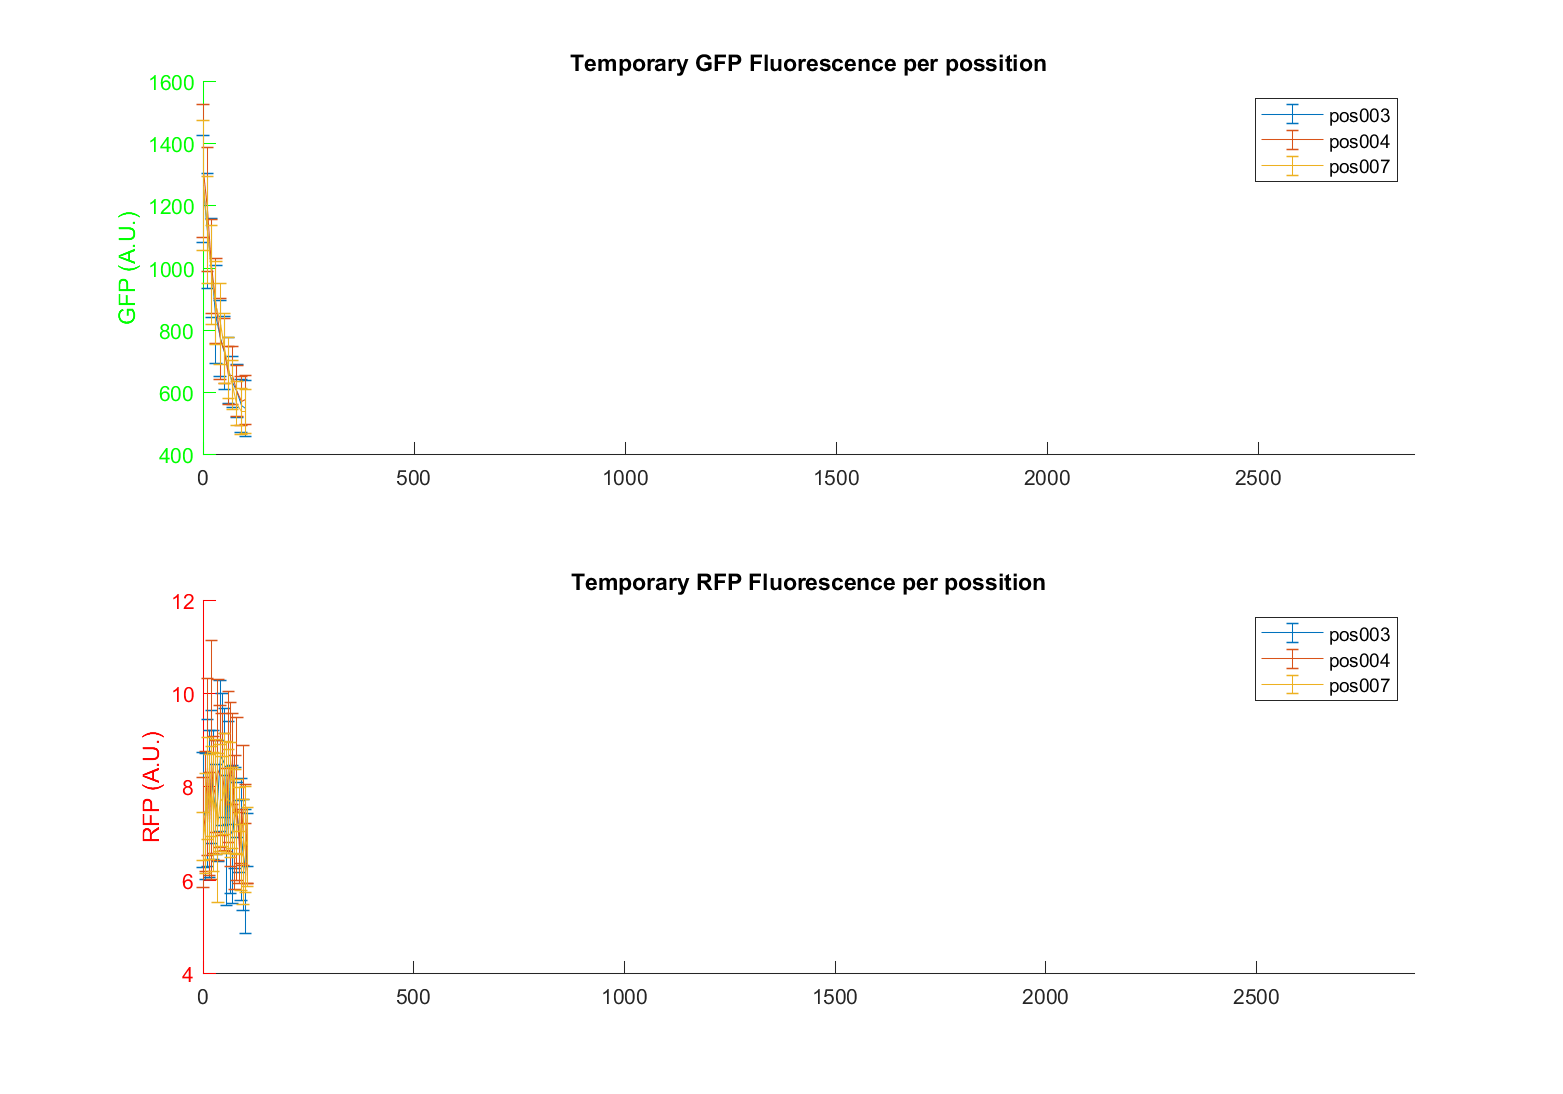 Temporary GFP Fluorescence per possition
1600
1400
1200
1000
800
600
400
GFP (A.U.)
pos003
pos004
pos007
0 500 1000 1500 2000 2500
Temporary RFP Fluorescence per possition
12
10
8
6
4
RFP (A.U.)
pos003
pos004
pos007
0 500 1000 1500 2000 2500